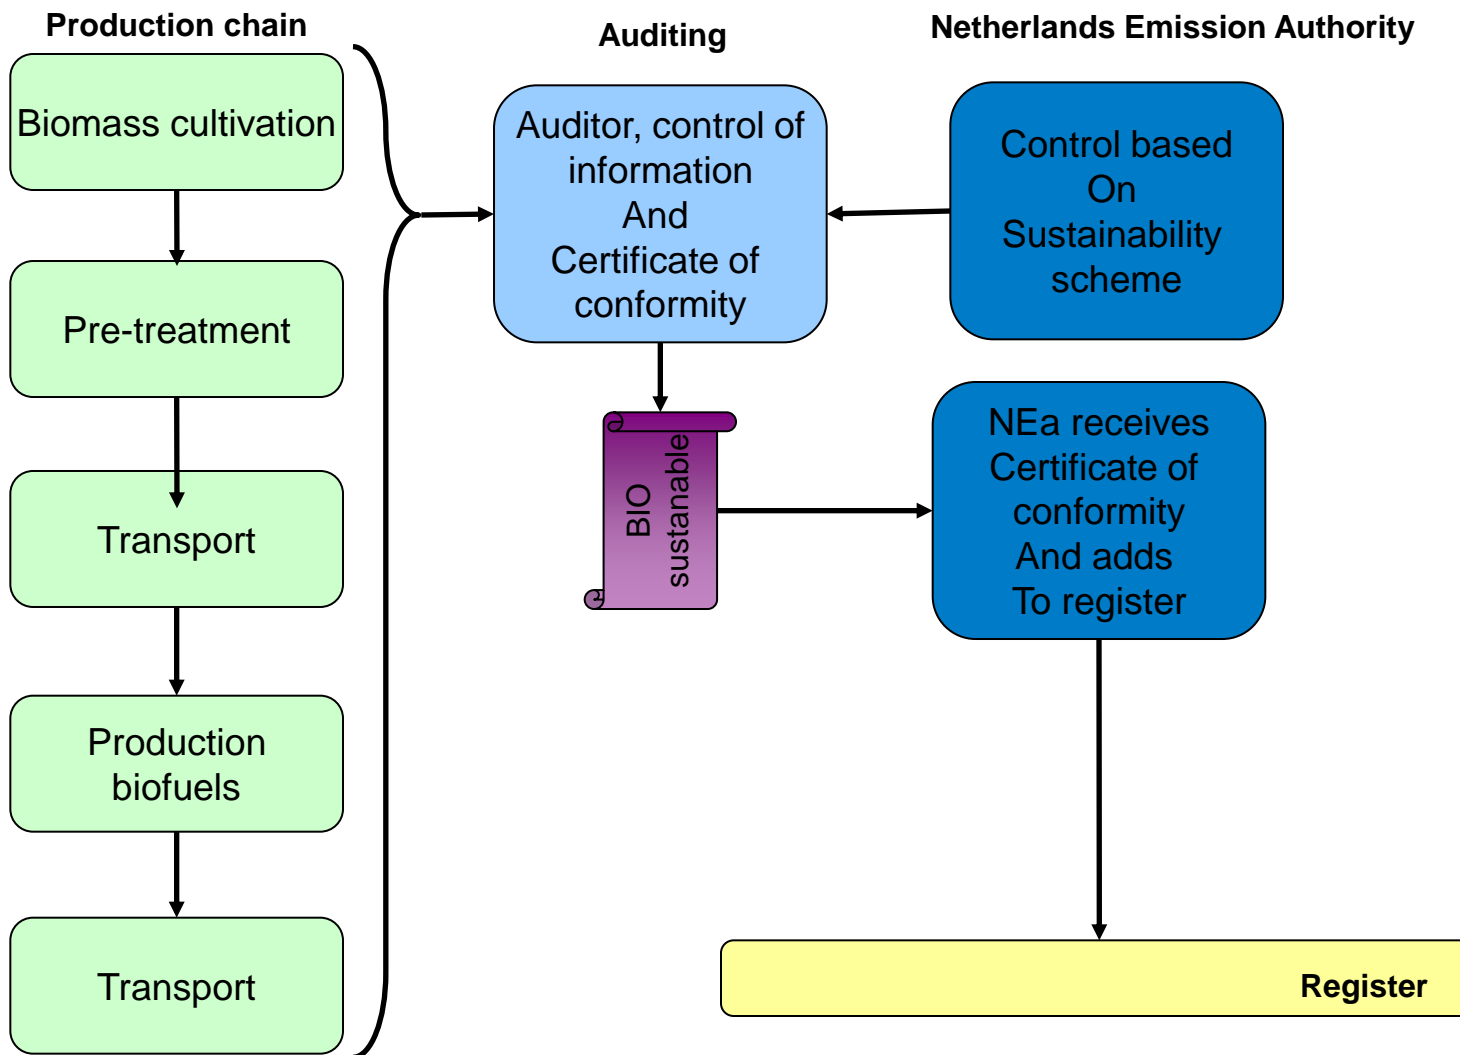 Production chain
Auditing
Netherlands Emission Authority
Biomass cultivation
Pre-treatment
Transport
Production
biofuels
Transport
Auditor, control of
information
And
Certificate of
conformity
Control based
On
Sustainability
scheme
BIO
sustanable
NEa receives
Certificate of
conformity
And adds
To register
Register